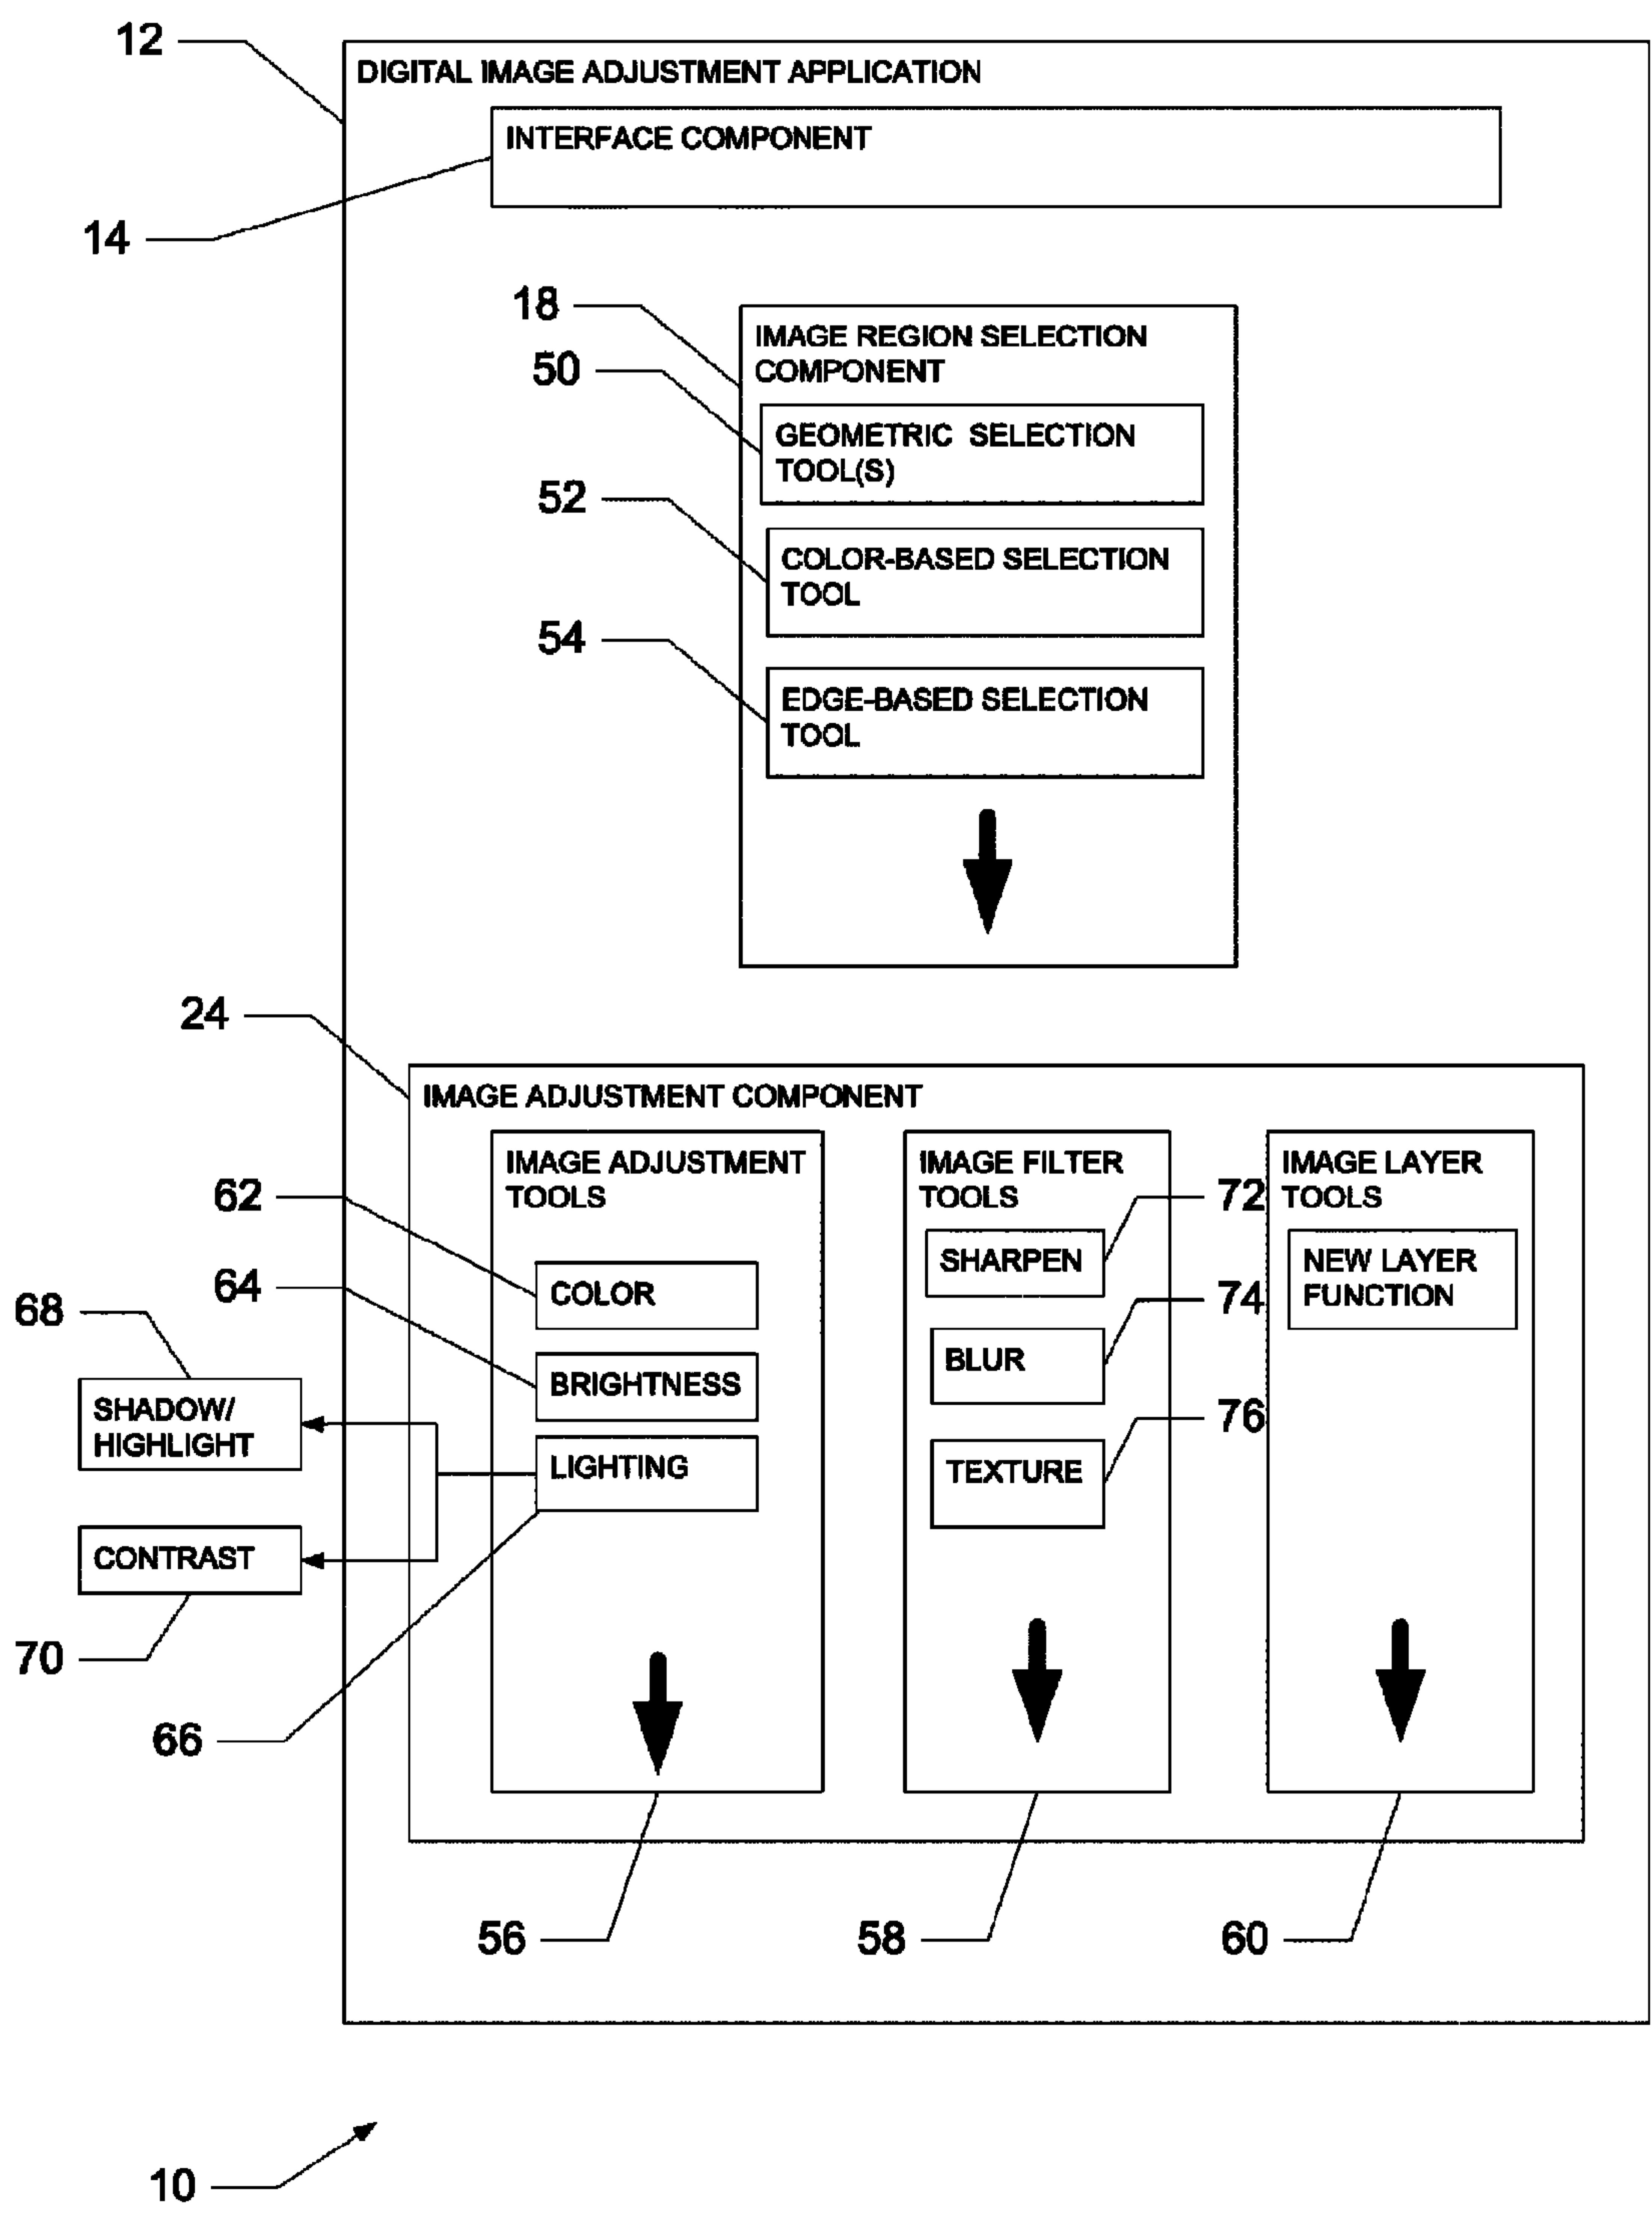 12
DIGITAL IMAGE ADJUSTMENT APPLICATION
INTERFACE COMPONENT
14
18
IMAGE REGION SELECTION
COMPONENT
50
GEOMETRIC SELECTION
TOOL(S)
52
COLOR-BASED SELECTION
TOOL
54
EDGE-BASED SELECTION
TOOL
24
IMAGE ADJUSTMENT COMPONENT
IMAGE ADJUSTMENT
TOOLS
62
COLOR
64
BRIGHTNESS
LIGHTING
68
SHADOW/
HIGHLIGHT
CONTRAST
70
66
56
IMAGE FILTER
TOOLS
72
SHARPEN
74
BLUR
76
TEXTURE
58
IMAGE LAYER
TOOLS
NEW LAYER
FUNCTION
60
10